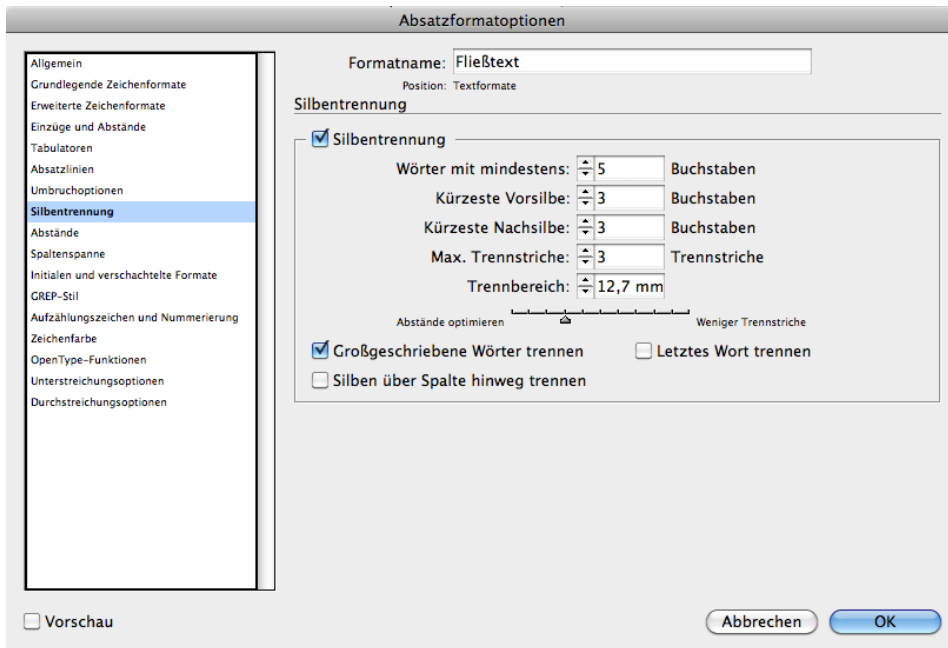 Absatzformatoptionen
Allgemein
Grundlegende Zeichenformate
Erweiterte Zeichenformate
Einzüge und Abstände
Tabulatoren
Absatzlinien
Umbruchoptionen
Silbentrennung
Abstände
Spaltenspanne
Initialen und verschachtelte Formate
GREP-Stil
Aufzählungszeichen und Nummerierung
Zeichenfarbe
OpenType-Funktionen
Unterstreichungsoptionen
Durchstreichungsoptionen
Formatname: Fließtext
Position: Textformate
Silbentrennung
Silbentrennung
Wörter mit mindestens: 5 Buchstaben
Kürzeste Vorsilbe: 3 Buchstaben
Kürzeste Nachsilbe: 3 Buchstaben
Max. Trennstriche: 3 Trennstriche
Trennbereich: 12,7 mm
Abstände optimieren Weniger Trennstriche
Großgeschriebene Wörter trennen Letztes Wort trennen
Silben über Spalte hinweg trennen
Vorschau Abbrechen OK